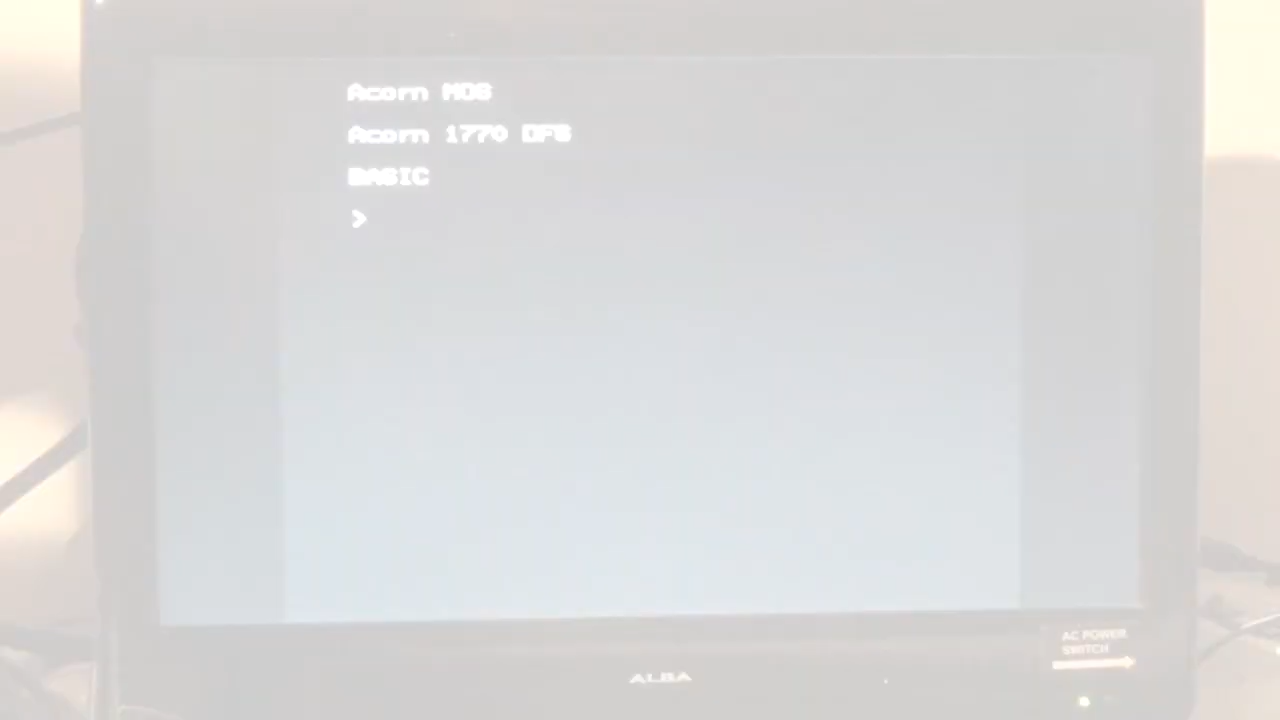 Acorn MOS
Acorn 1770 DFS
BASIC
>
AC POWER
SWITCH
ALBA